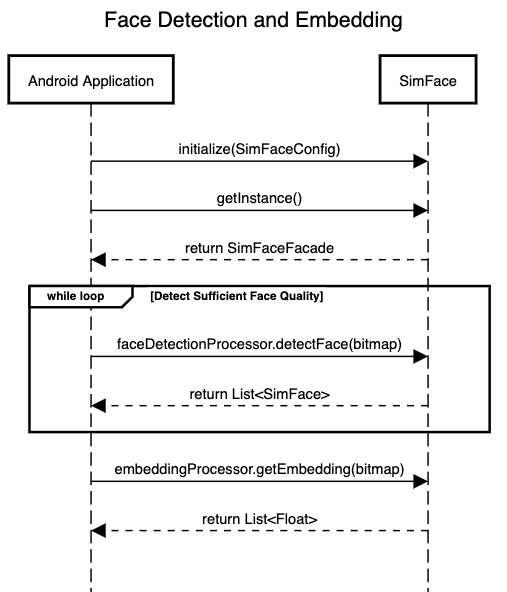 Face Detection and Embedding
Android Application
SimFace
initialize(SimFaceConfig)
getInstance()
return SimFaceFacade
while loop
[Detect Sufficient Face Quality]
faceDetectionProcessor.detectFace(bitmap)
return List<SimFace>
embeddingProcessor.getEmbedding(bitmap)
return List<Float>